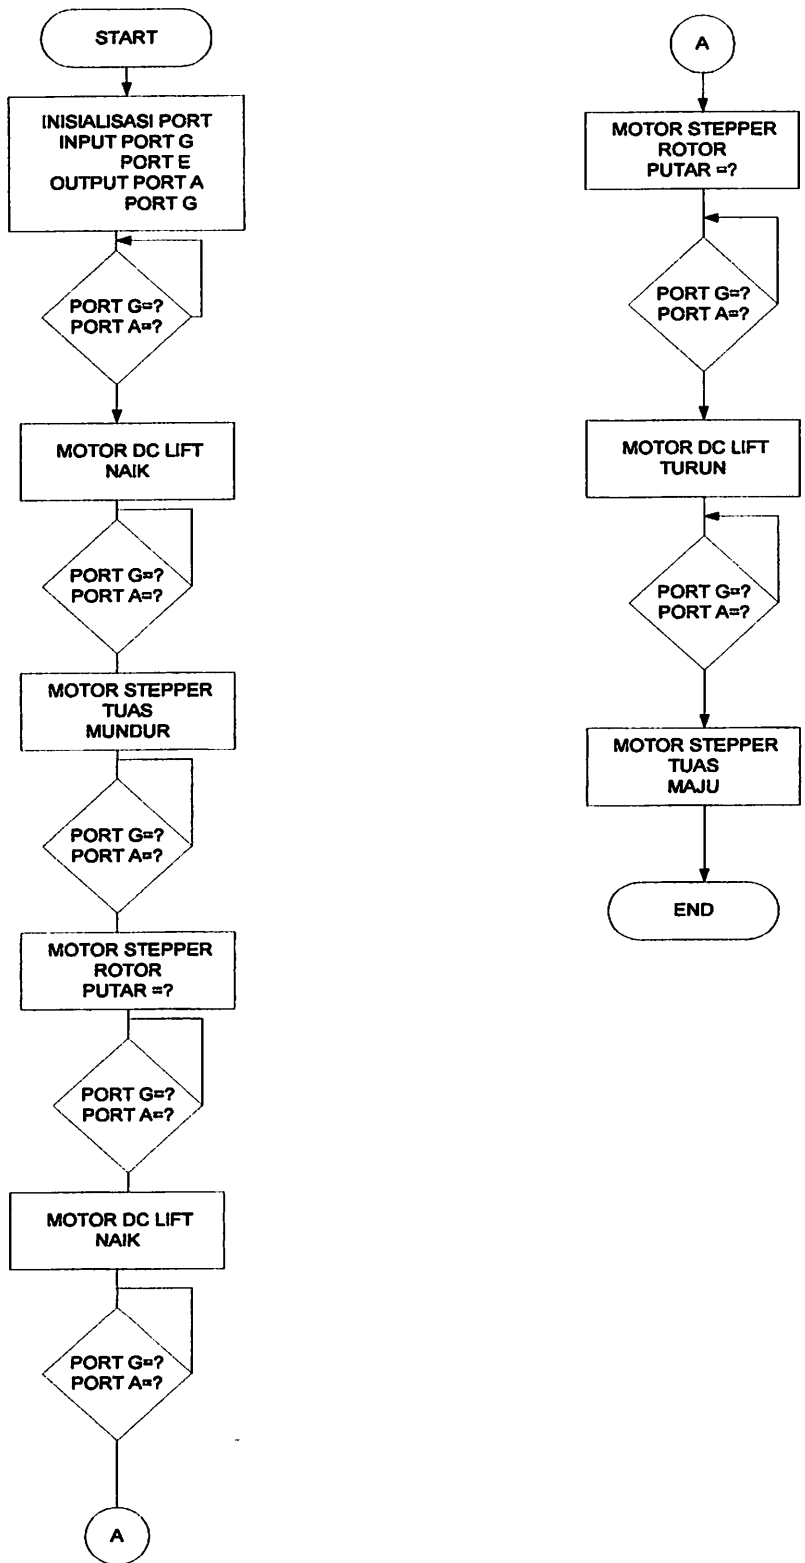 START
INISIALISASI PORT
INPUT PORT G
PORT E
OUTPUT PORT A
PORT G
PORT G=?
PORT A=?
MOTOR DC LIFT
NAIK
PORT G=?
PORT A=?
MOTOR STEPPER
TUAS
MUNDUR
PORT G=?
PORT A=?
MOTOR STEPPER
ROTOR
PUTAR =?
PORT G=?
PORT A=?
MOTOR DC LIFT
NAIK
PORT G=?
PORT A=?
A
A
MOTOR STEPPER
ROTOR
PUTAR =?
PORT G=?
PORT A=?
MOTOR DC LIFT
TURUN
PORT G=?
PORT A=?
MOTOR STEPPER
TUAS
MAJU
END